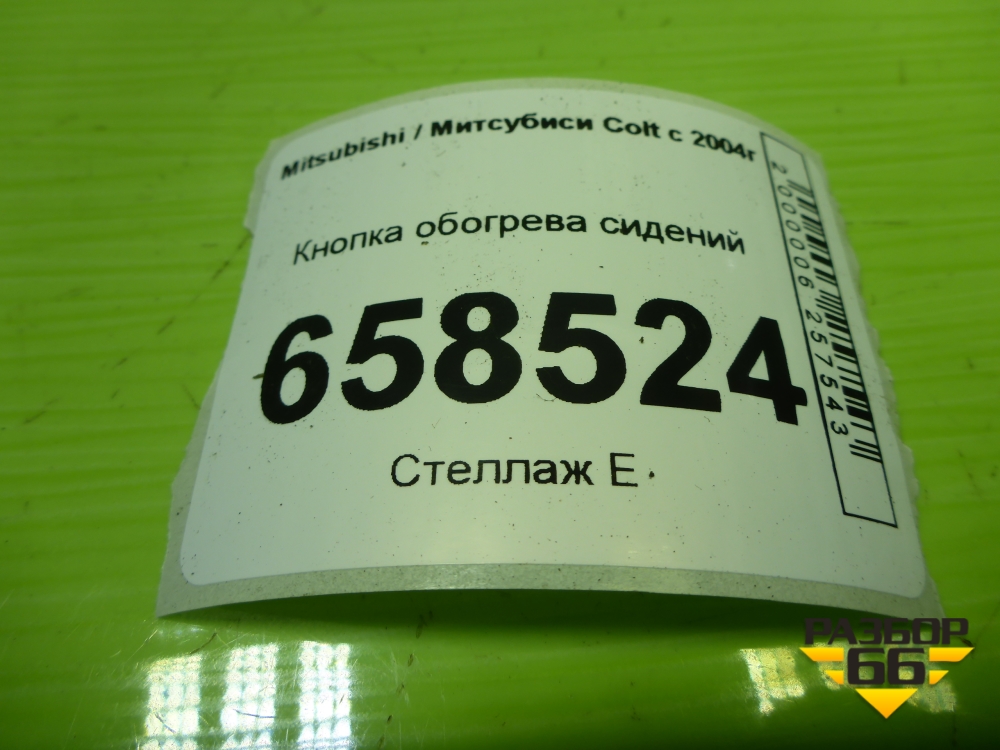 Mitsubishi / Митсубиси Colt с 2004г
Кнопка обогрева сидений
658524
Стеллаж Е
2000006257543
РАЗБОР
66